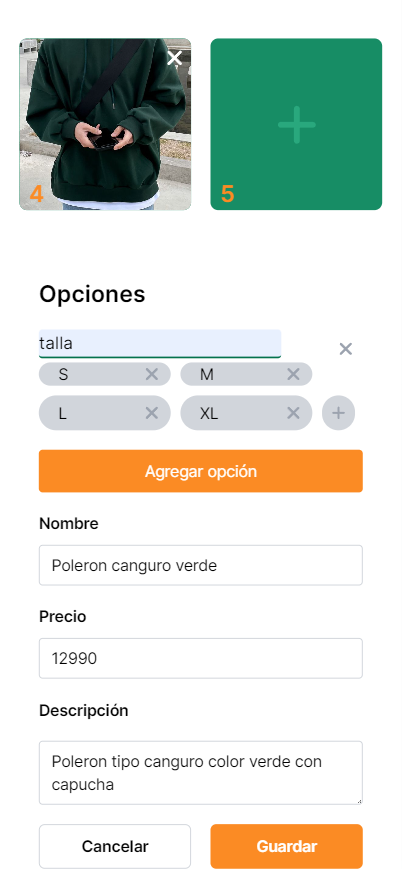 4
5
Opciones
talla
S
M
L
XL
Agregar opción
Nombre
Poleron canguro verde
Precio
12990
Descripción
Poleron tipo canguro color verde con
capucha
Cancelar
Guardar